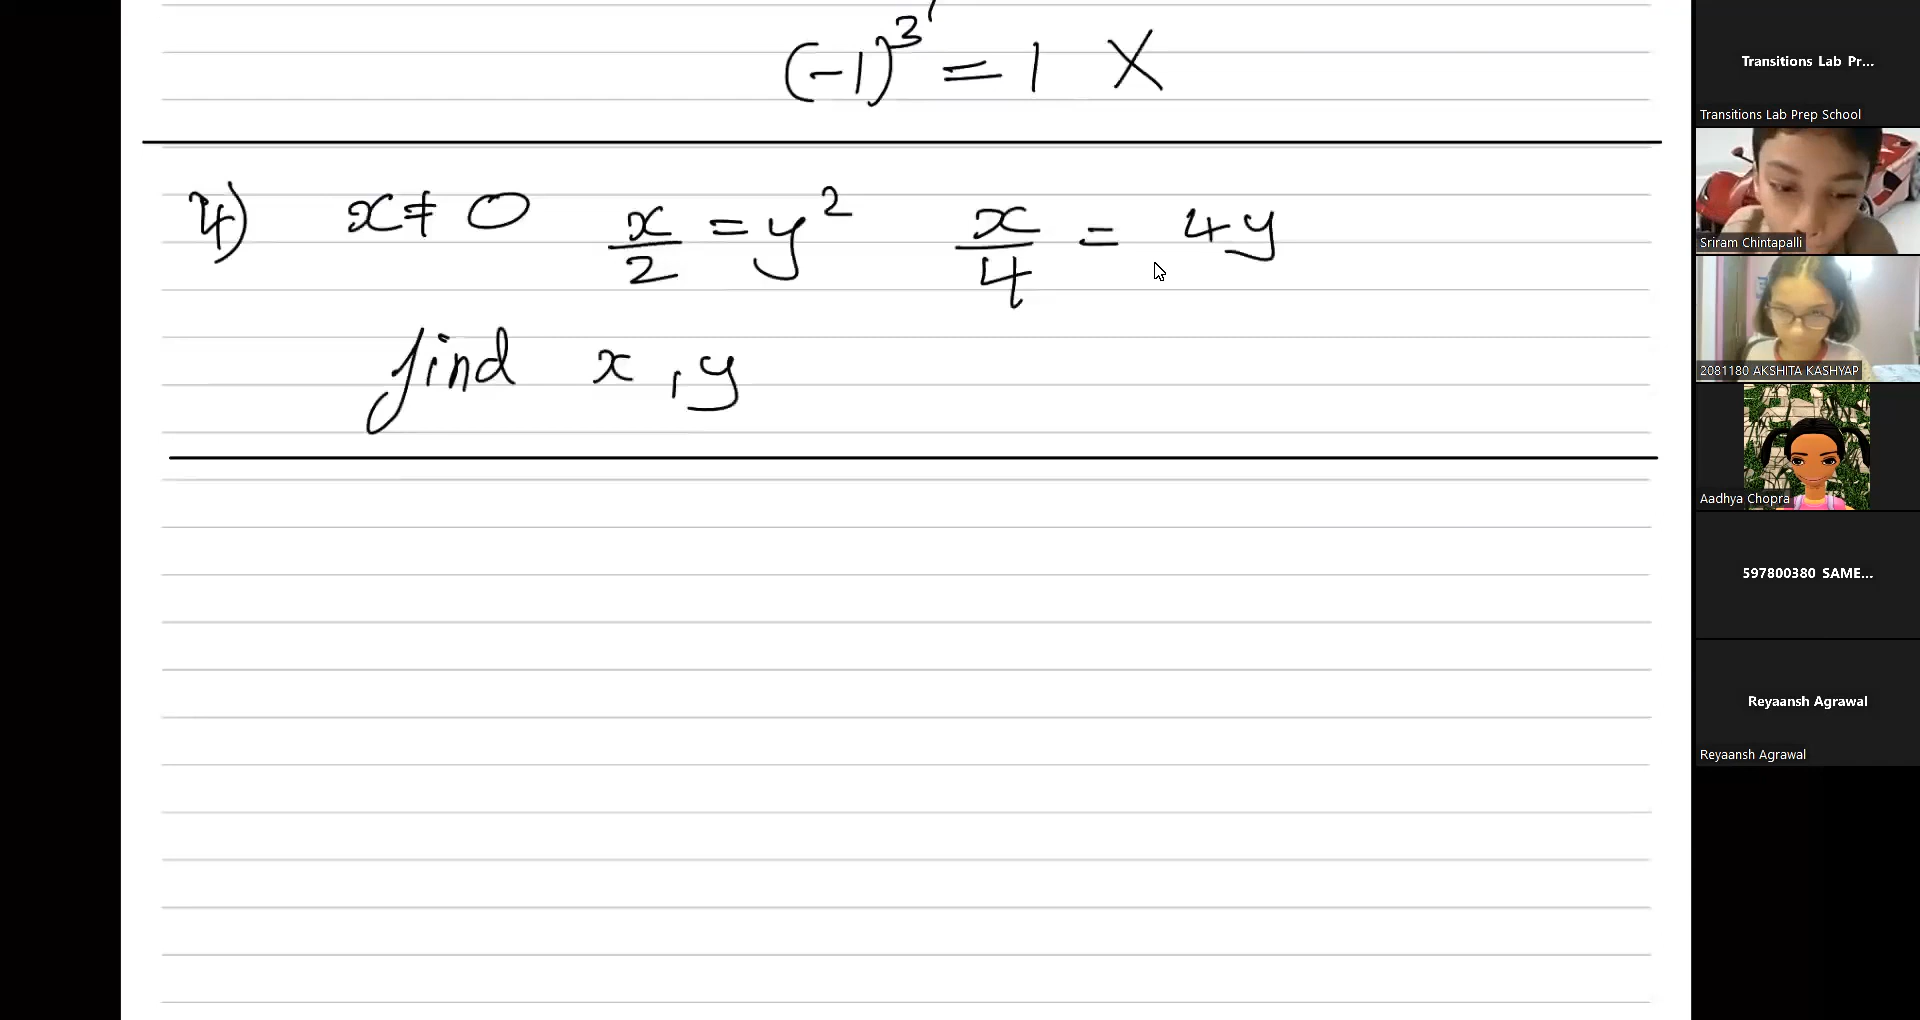 (-1)³ = 1 X
4) x ≠ 0 x/2 = y² x/4 = 4y
find x, y
Transitions Lab Pr...
Transitions Lab Prep School
Sriram Chintapalli
2081180 AKSHITA KASHYAP
Aadhya Chopra
597800380 SAME...
Reyaansh Agrawal
Reyaansh Agrawal